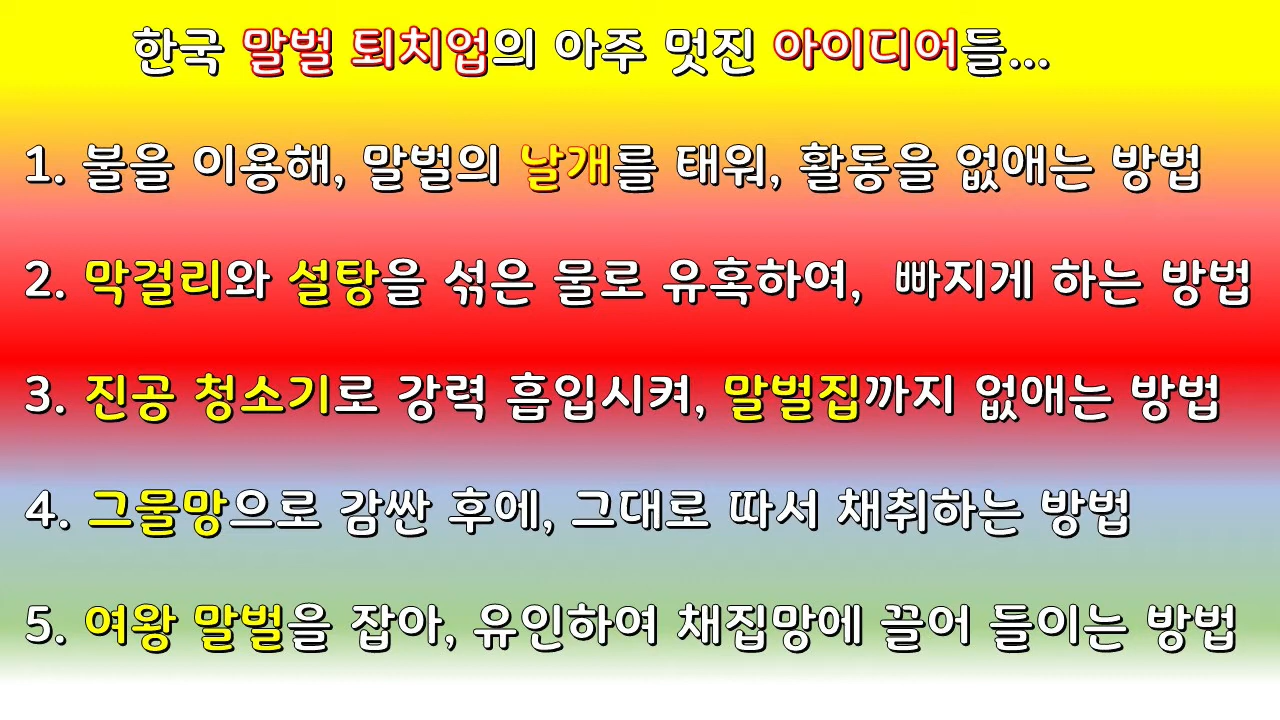 한국 말벌 퇴치업의 아주 멋진 아이디어들...
1. 불을 이용해, 말벌의 날개를 태워, 활동을 없애는 방법
2. 막걸리와 설탕을 섞은 물로 유혹하여, 빠지게 하는 방법
3. 진공 청소기로 강력 흡입시켜, 말벌집까지 없애는 방법
4. 그물망으로 감싼 후에, 그대로 따서 채취하는 방법
5. 여왕 말벌을 잡아, 유인하여 채집망에 끌어 들이는 방법